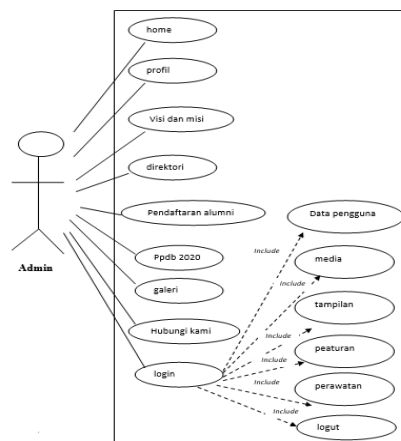 home
profil
Visi dan misi
direktori
Pendaftaran alumni
Ppdb 2020
galeri
Hubungi kami
login
Admin
Data pengguna
media
tampilan
peaturan
perawatan
logut
Include
Include
Include
Include
Include
Include